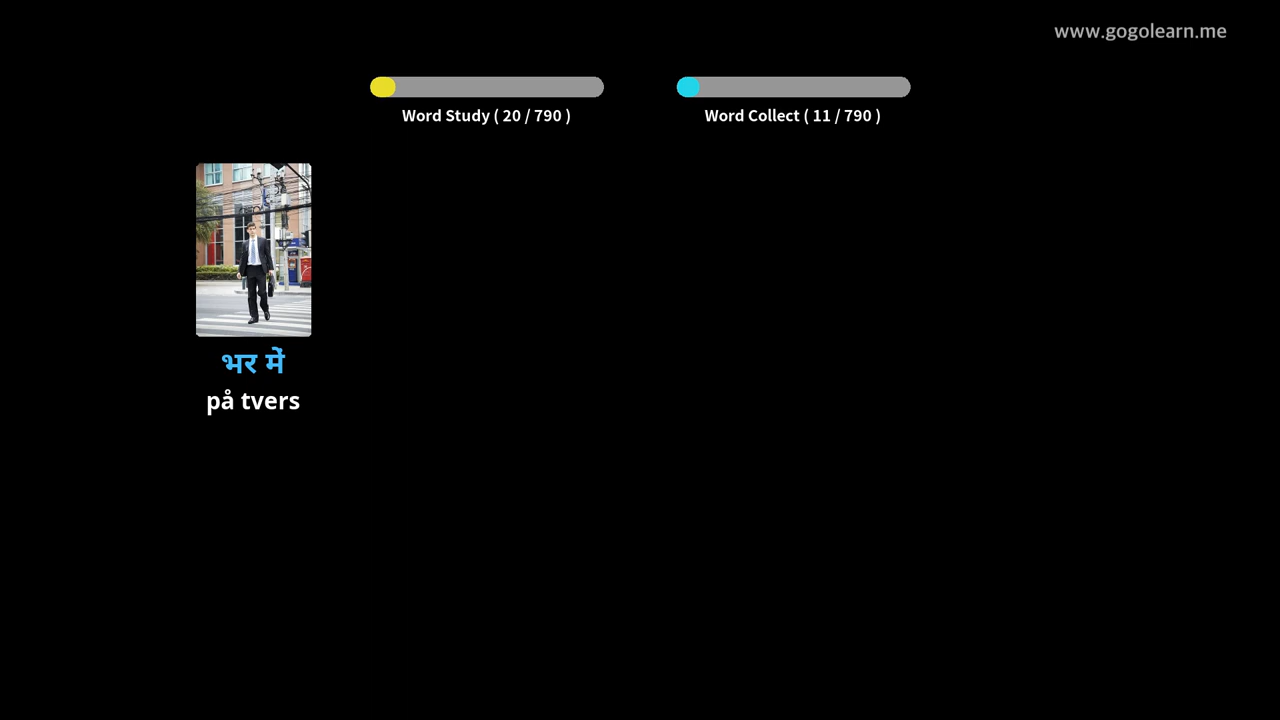 www.gogolearn.me
Word Study ( 20 / 790 )
Word Collect ( 11 / 790 )
भर में
på tvers